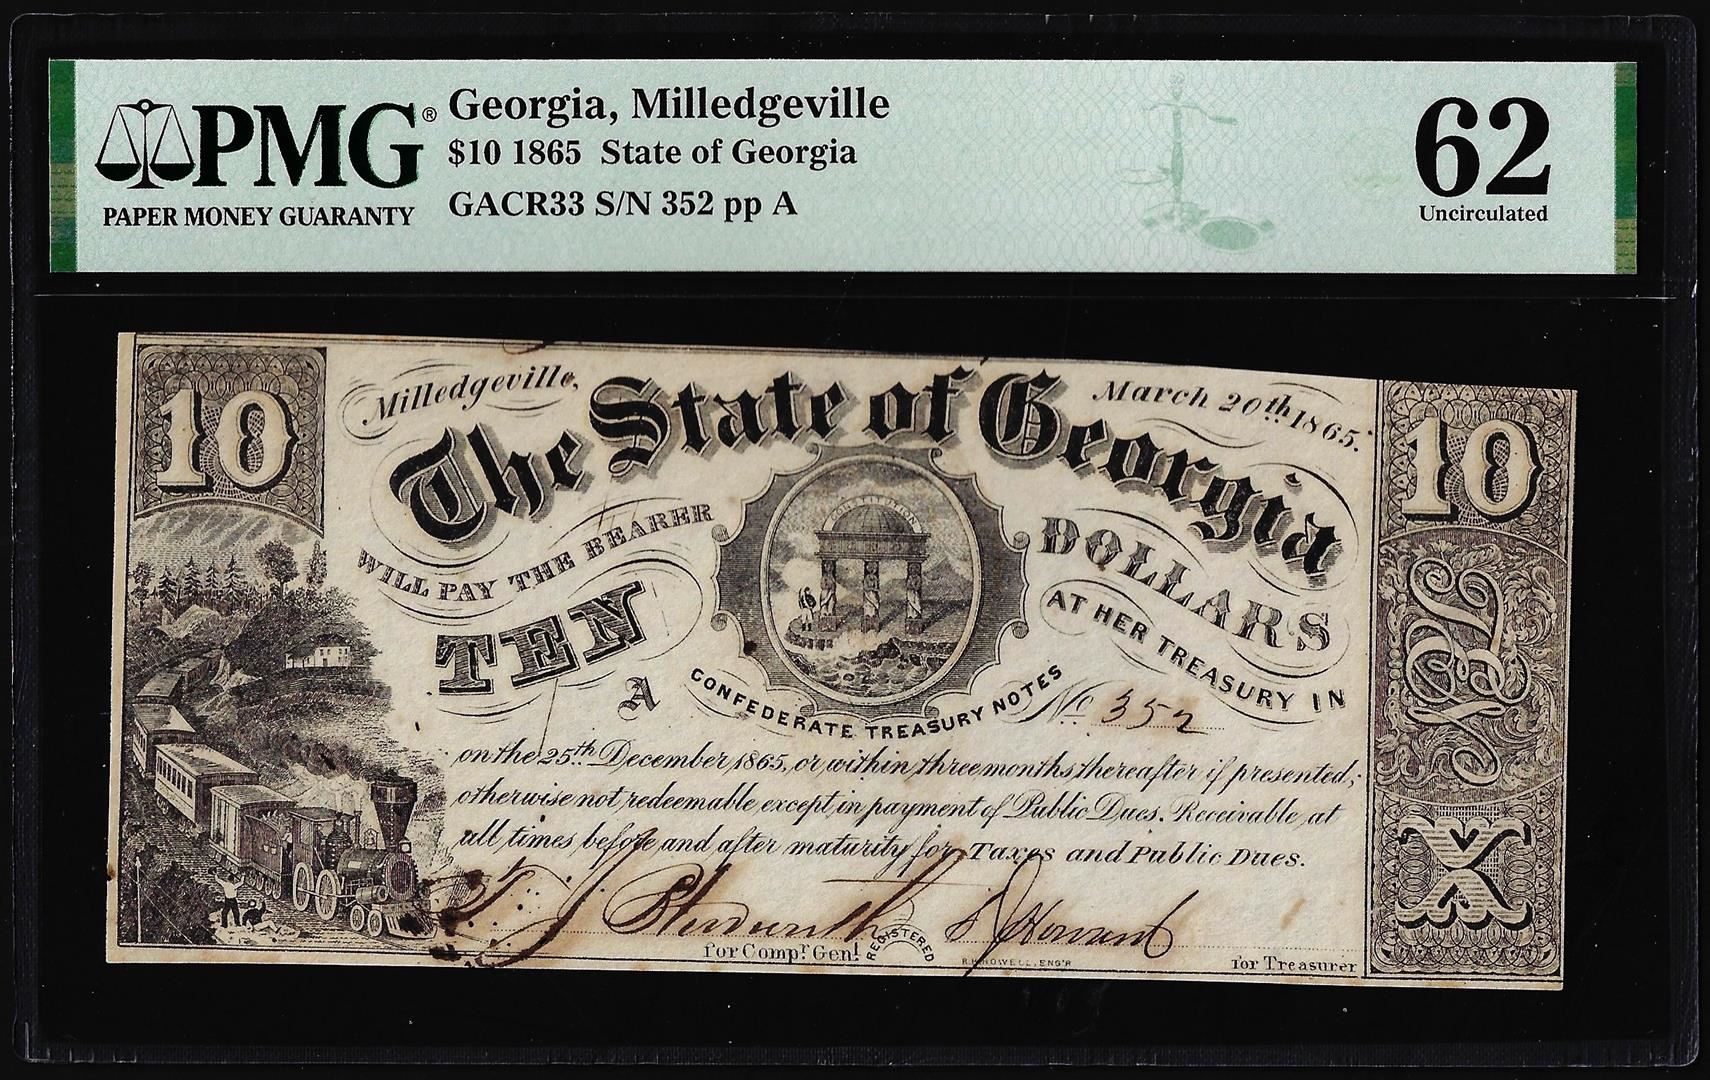 PMG®
PAPER MONEY GUARANTY
Georgia, Milledgeville
$10 1865 State of Georgia
GACR33 S/N 352 pp A
62
Uncirculated
10
Milledgeville,
March 20th 1865.
10
The State of Georgia
CONSTITUTION
WILL PAY THE BEARER
TEN
DOLLARS
AT HER TREASURY IN
A
CONFEDERATE TREASURY NOTES
No 352
on the 25th December, 1865, or within three months thereafter if presented;
otherwise not redeemable, except in payment of Public Dues. Receivable, at
all times, before and after maturity for Taxes and Public Dues.
for Compr. Genl.
REGISTERED
R.H. HOWELL, ENG'R
for Treasurer
X